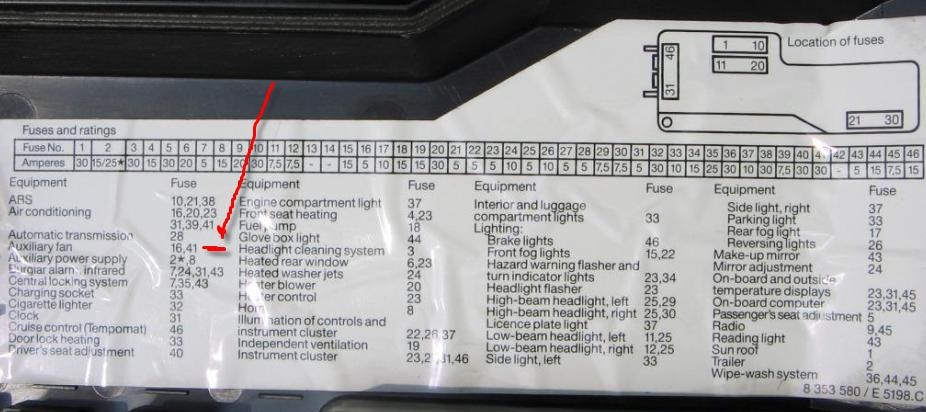 Location of fuses
1 10
11 20
46
31
21 30
Fuses and ratings
Fuse No. 1 2 3 4 5 6 7 8 9 10 11 12 13 14 15 16 17 18 19 20 21 22 23 24 25 26 27 28 29 30 31 32 33 34 35 36 37 38 39 40 41 42 43 44 45 46
Amperes 30 15/25★ 30 15 30 20 5 15 20 30 7,5 7,5 - - 15 5 10 15 15 30 5 5 5 10 5 10 5 5 7,5 7,5 5 30 10 15 25 30 10 30 7,5 30 30 - 5 15 7,5 15
Equipment Fuse
ABS 10,21,38
Air conditioning 16,20,23
31,39,41
Automatic transmission 28
Auxiliary fan 16,41
Auxiliary power supply 2★,8
Burglar alarm, infrared 7,24,31,43
Central locking system 7,35,43
Charging socket 33
Cigarette lighter 32
Clock 31
Cruise control (Tempomat) 46
Door lock heating 33
Driver's seat adjustment 40
Equipment Fuse
Engine compartment light 37
Front seat heating 4,23
Fuel pump 18
Glove box light 44
Headlight cleaning system 3
Heated rear window 6,23
Heated washer jets 24
Heater blower 20
Heater control 23
Horn 8
Illumination of controls and
instrument cluster 22,26,37
Independent ventilation 19
Instrument cluster 23,27,31,46
Equipment Fuse
Interior and luggage
compartment lights 33
Lighting:
Brake lights 46
Front fog lights 15,22
Hazard warning flasher and
turn indicator lights 23,34
Headlight flasher 23
High-beam headlight, left 25,29
High-beam headlight, right 25,30
Licence plate light 37
Low-beam headlight, left 11,25
Low-beam headlight, right 12,25
Side light, left 33
Equipment Fuse
Side light, right 37
Parking light 33
Rear fog light 17
Reversing lights 26
Make-up mirror 43
Mirror adjustment 24
On-board and outside
temperature displays 23,31,45
On-board computer 23,31,45
Passenger's seat adjustment 5
Radio 9,45
Reading light 43
Sun roof 1
Trailer 2
Wipe-wash system 36,44,45
8 353 580 / E 5198.C